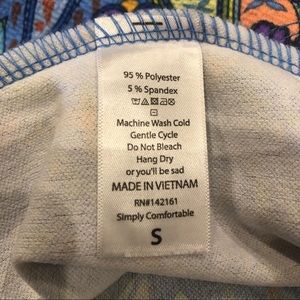 95 % Polyester
5 % Spandex
Machine Wash Cold
Gentle Cycle
Do Not Bleach
Hang Dry
or you'll be sad
MADE IN VIETNAM
RN#142161
Simply Comfortable
S